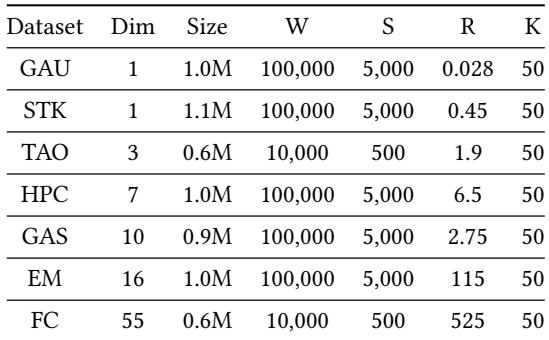 Dataset Dim Size W S R K
GAU 1 1.0M 100,000 5,000 0.028 50
STK 1 1.1M 100,000 5,000 0.45 50
TAO 3 0.6M 10,000 500 1.9 50
HPC 7 1.0M 100,000 5,000 6.5 50
GAS 10 0.9M 100,000 5,000 2.75 50
EM 16 1.0M 100,000 5,000 115 50
FC 55 0.6M 10,000 500 525 50